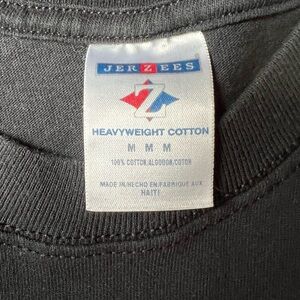 JERZEES
Z
HEAVYWEIGHT COTTON
M M M
100% COTTON,ALGODON/COTON
MADE IN/HECHO EN/FABRIQUE AUX
HAITI